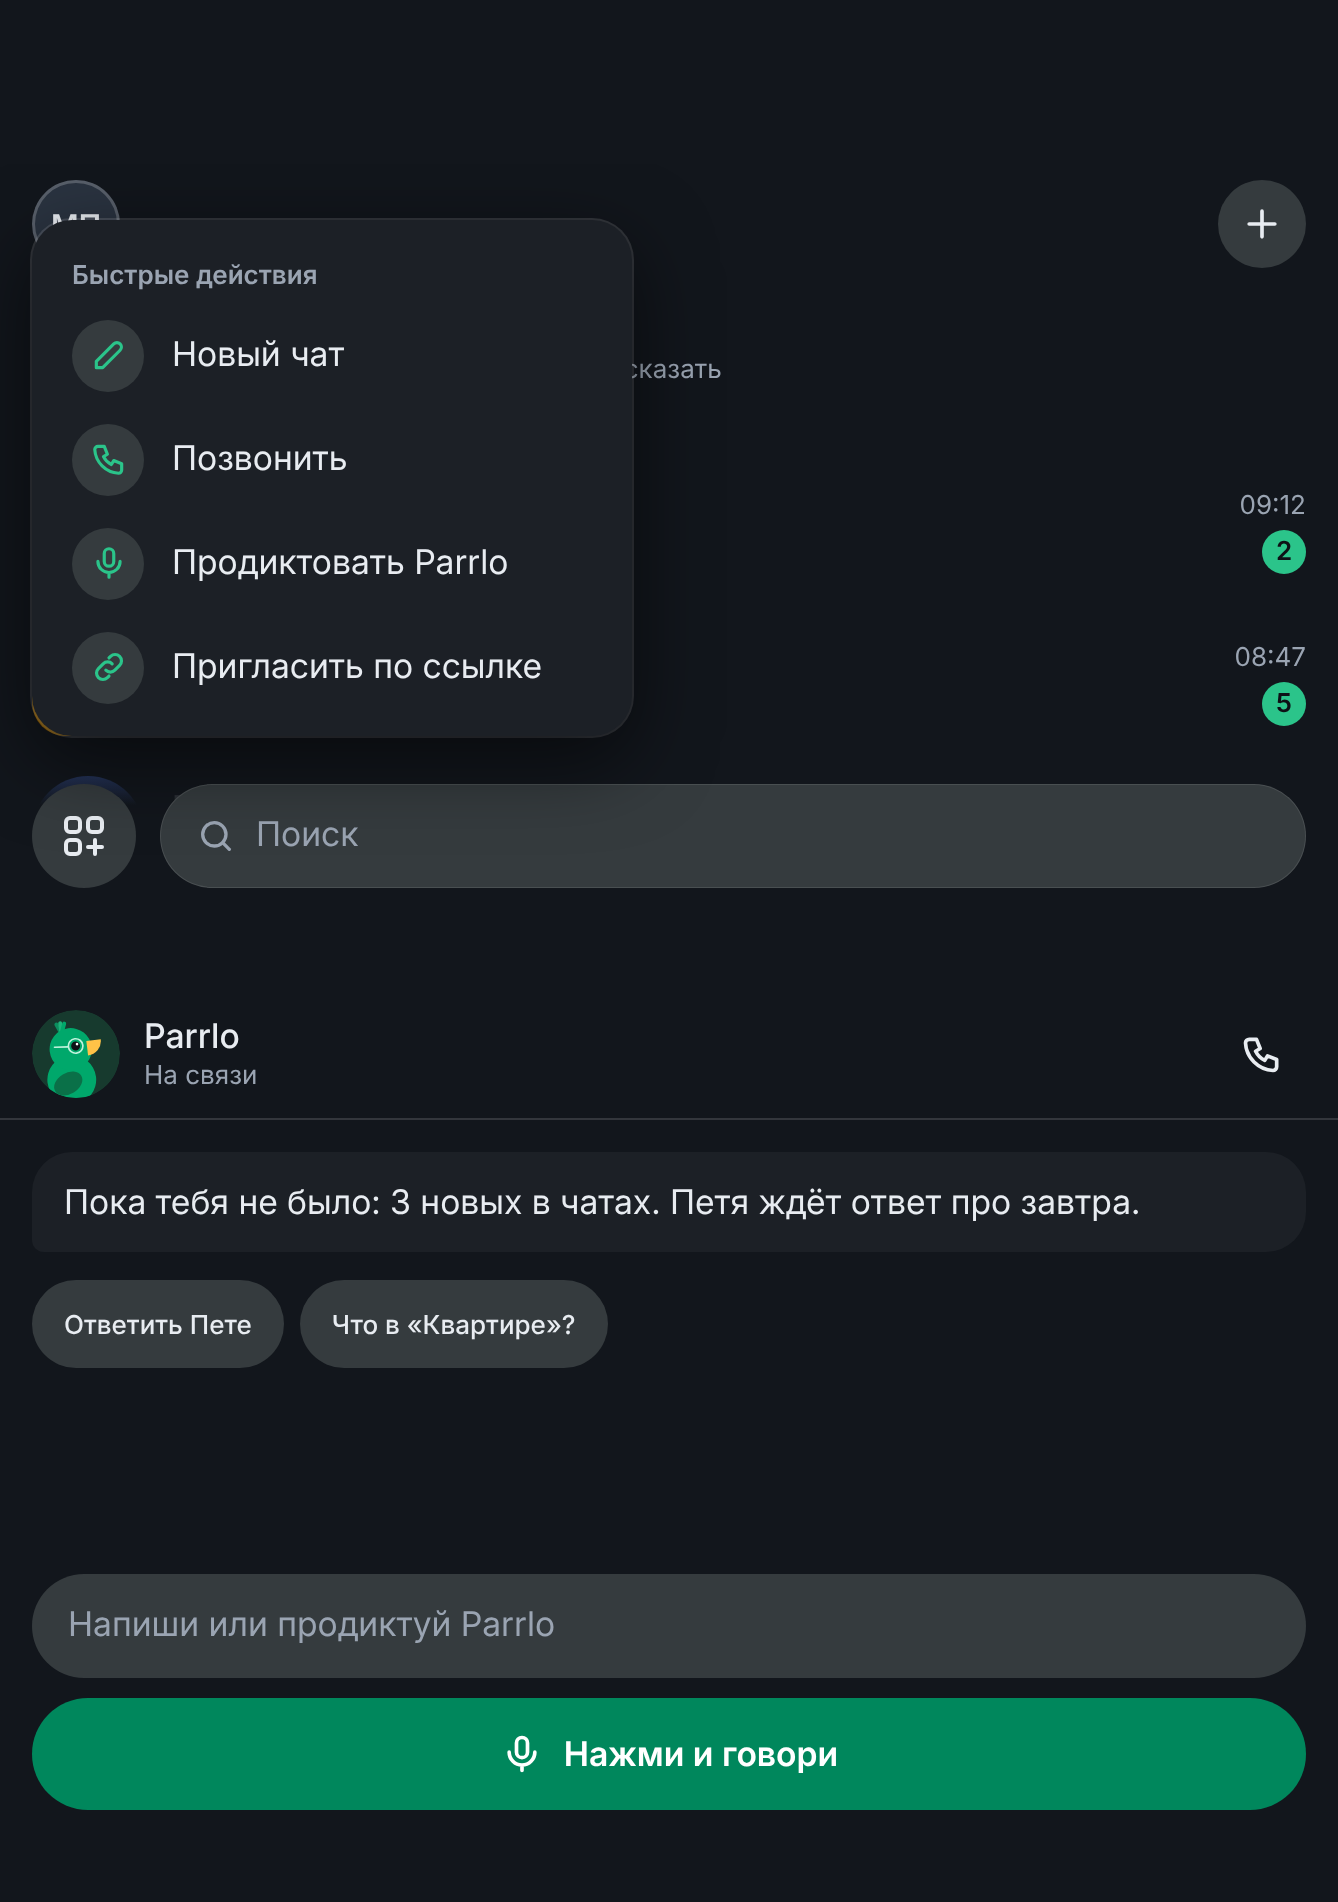 Быстрые действия
Новый чат
сказать
Позвонить
09:12
2
Продиктовать Parrlo
08:47
Пригласить по ссылке
5
Поиск
Parrlo
На связи
Пока тебя не было: 3 новых в чатах. Петя ждёт ответ про завтра.
Ответить Пете
Что в «Квартире»?
Напиши или продиктуй Parrlo
Нажми и говори